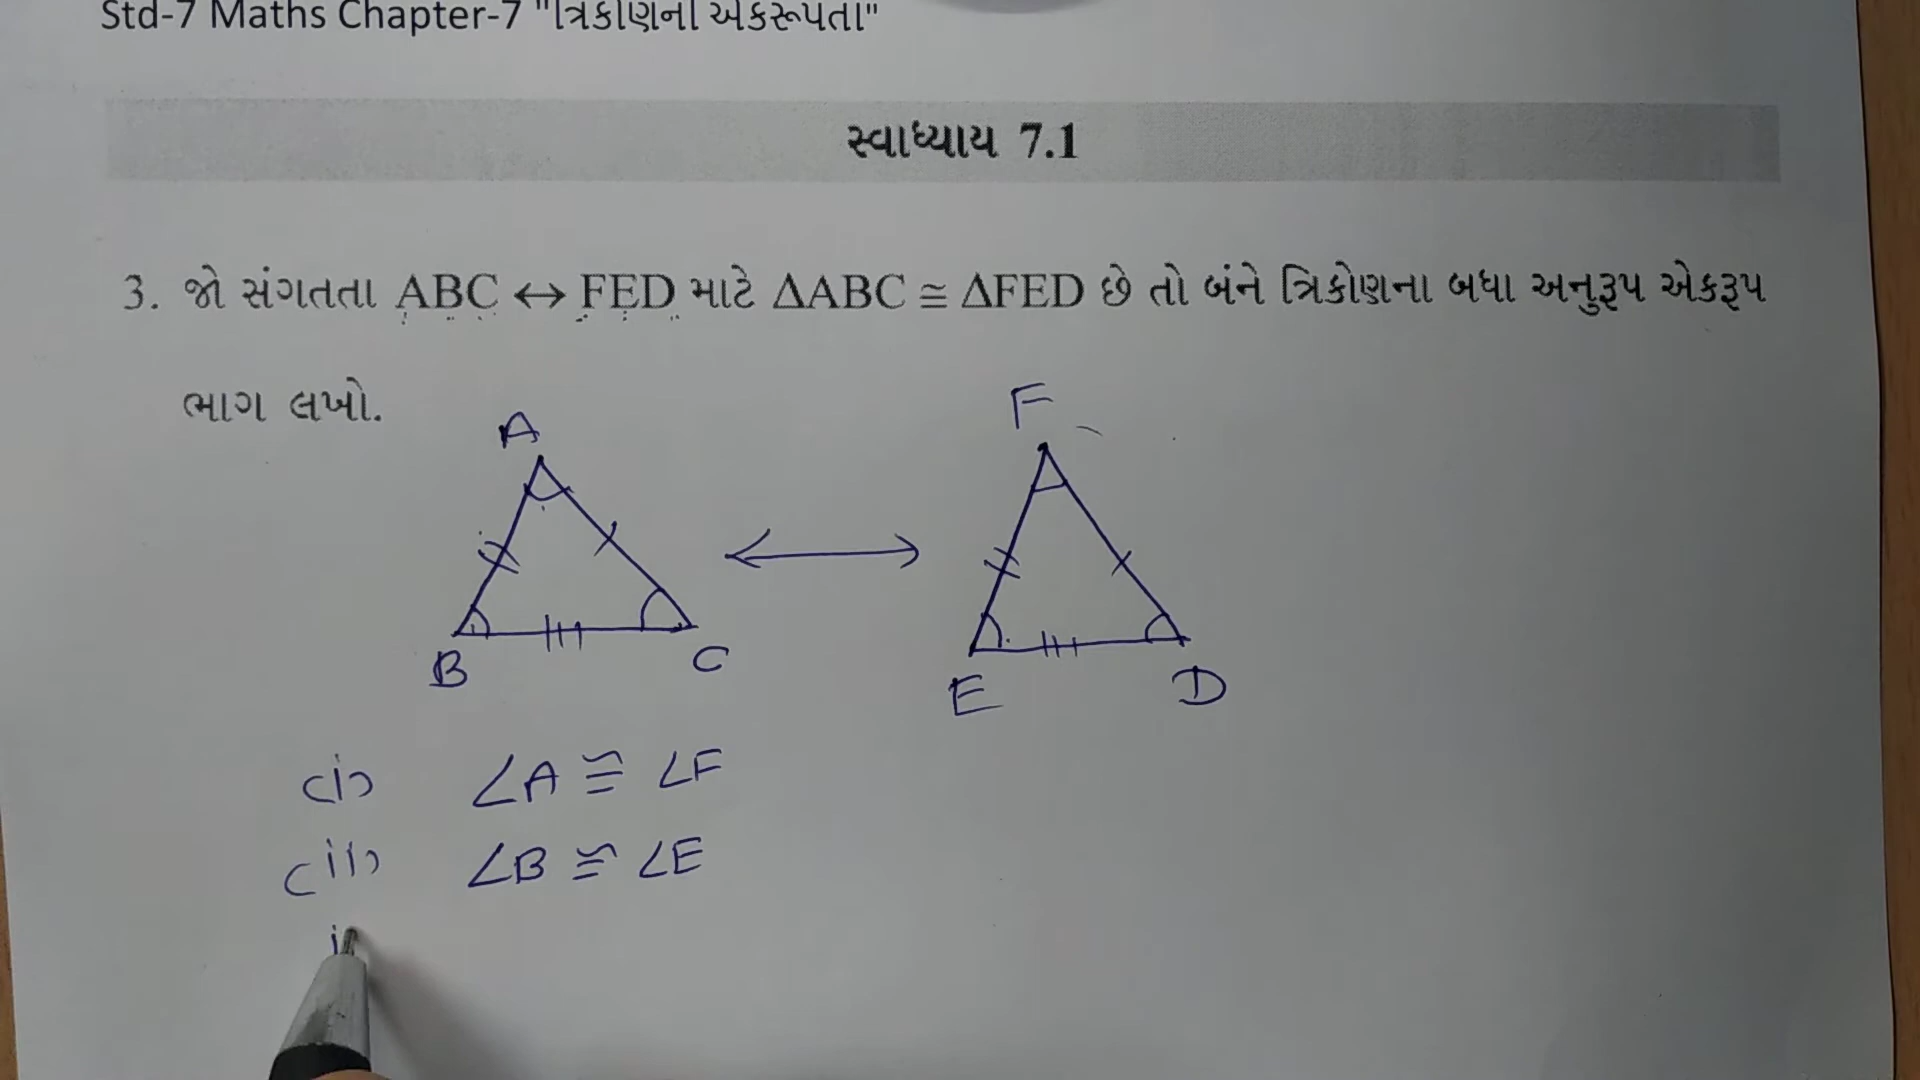 Std-7 Maths Chapter-7 "ત્રિકોણની એકરૂપતા"
સ્વાધ્યાય 7.1
3. જો સંગતતા ABC ↔ FED માટે ΔABC ≅ ΔFED છે તો બંને ત્રિકોણના બધા અનુરૂપ એકરૂપ
ભાગ લખો.
A F
B C E D
(i) ∠A ≅ ∠F
(ii) ∠B ≅ ∠E